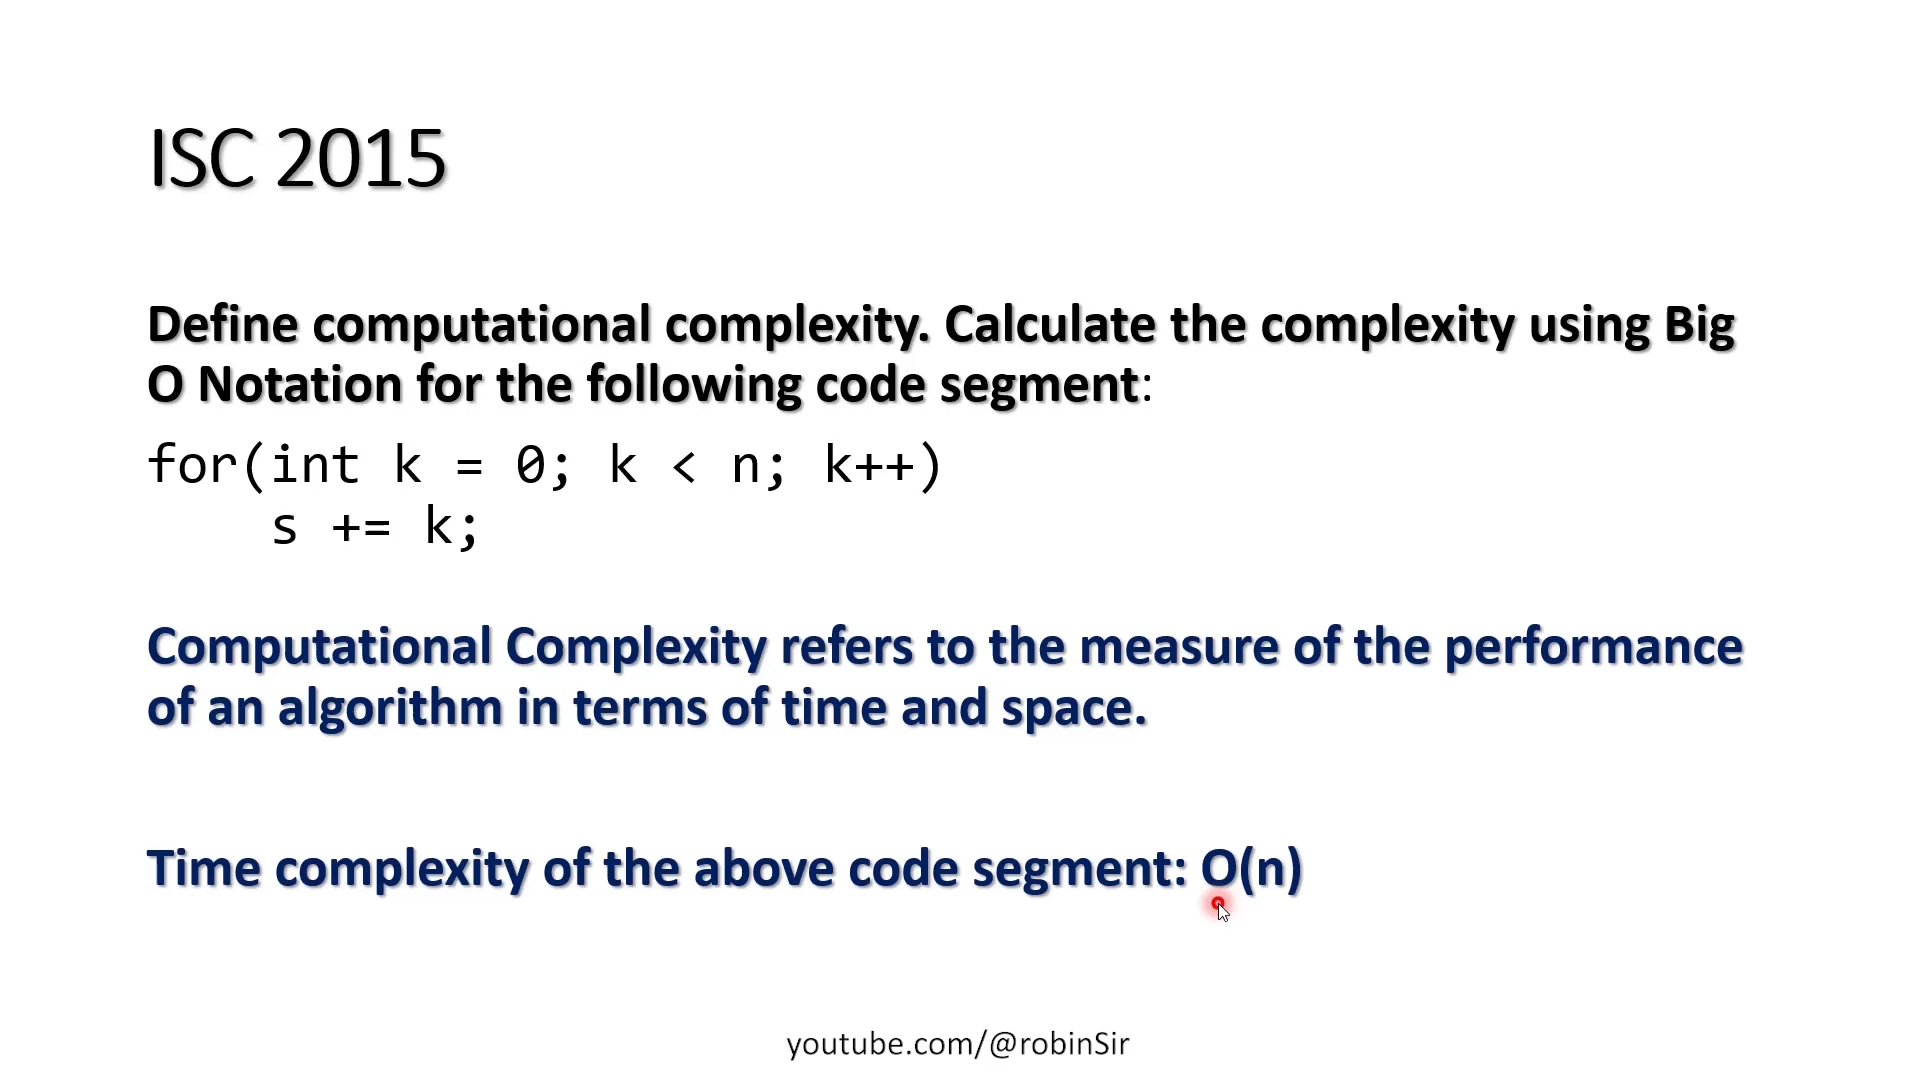 ISC 2015
Define computational complexity. Calculate the complexity using Big
O Notation for the following code segment:
for(int k = 0; k < n; k++)
    s += k;
Computational Complexity refers to the measure of the performance
of an algorithm in terms of time and space.
Time complexity of the above code segment: O(n)
youtube.com/@robinSir